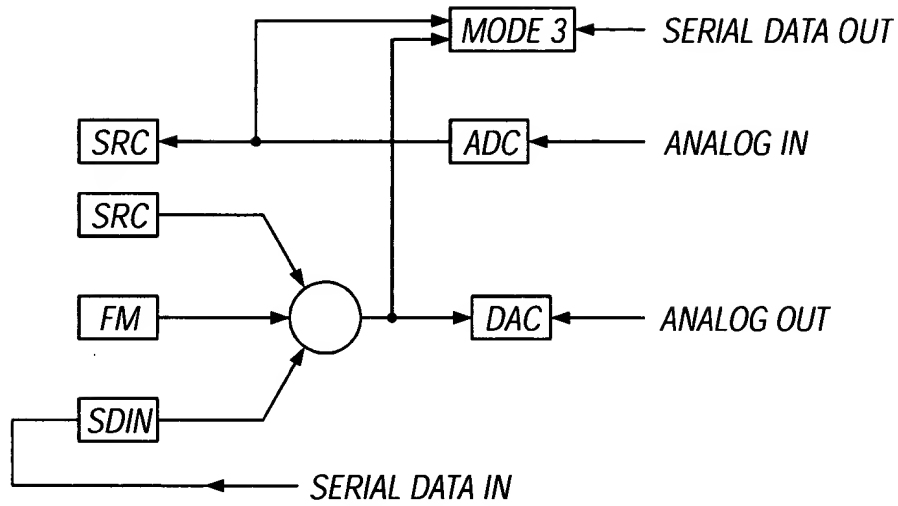 MODE 3
SERIAL DATA OUT
SRC
ADC
ANALOG IN
SRC
FM
DAC
ANALOG OUT
SDIN
SERIAL DATA IN